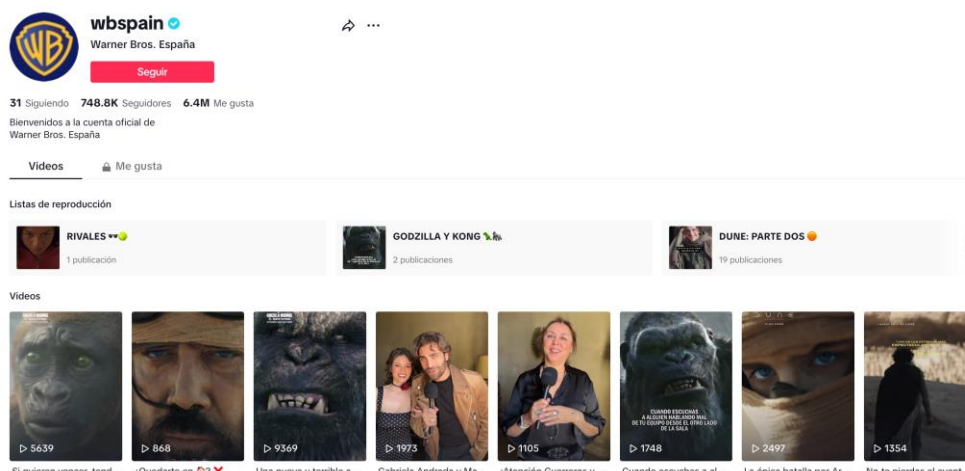 wbspain
Warner Bros. España
Seguir
31 Siguiendo 748.8K Seguidores 6.4M Me gusta
Bienvenidos a la cuenta oficial de
Warner Bros. España
Videos Me gusta
Listas de reproducción
RIVALES 🕶️🎾
1 publicación
GODZILLA Y KONG 🦖🦍
2 publicaciones
DUNE: PARTE DOS 🟠
19 publicaciones
Videos
CUANDO ESCUCHAS
A ALGUIEN HABLANDO MAL
DE TU EQUIPO DESDE EL OTRO LADO
DE LA SALA
5639 868 9369 1973 1105 1748 2497 1354